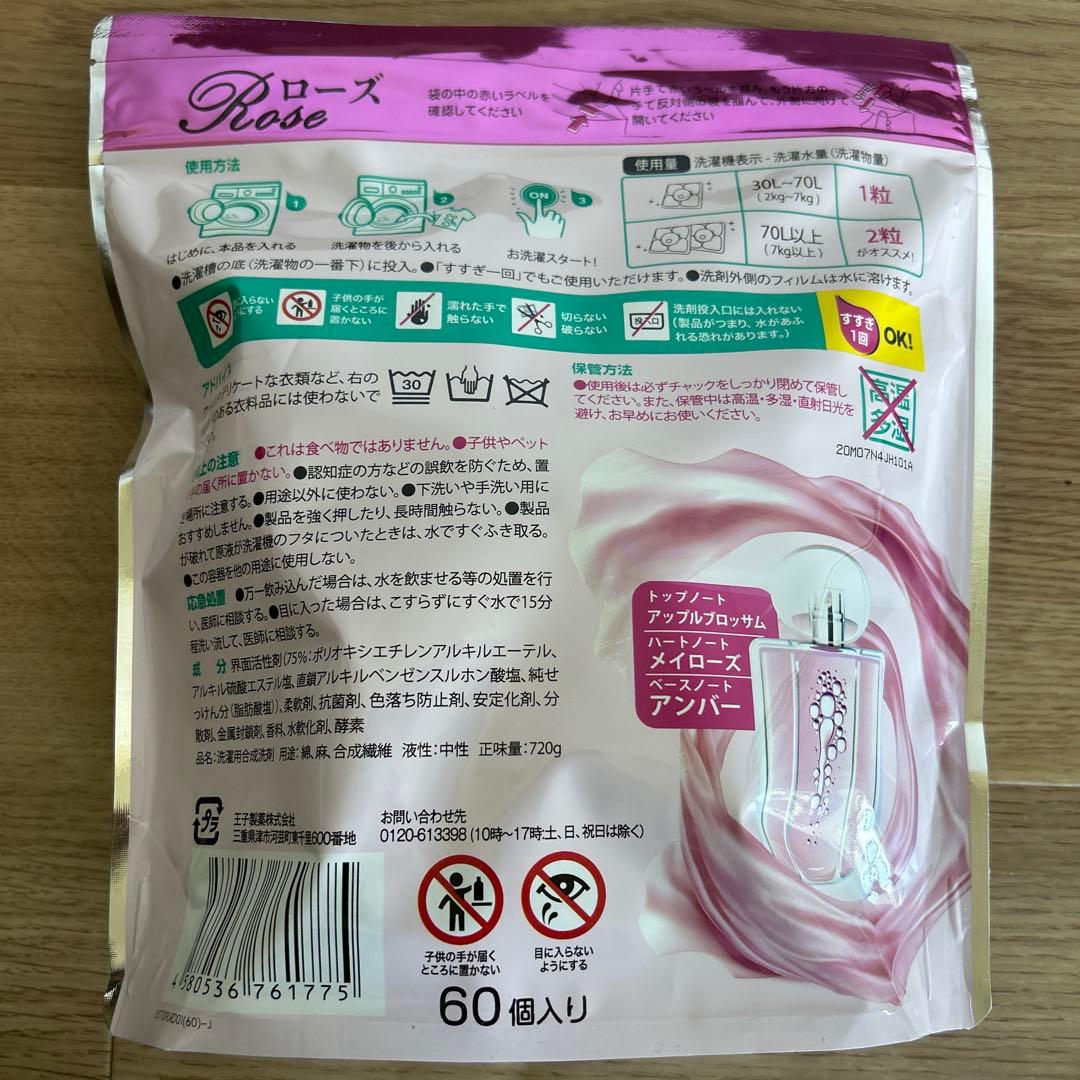 Rose ローズ
袋の中の赤いラベルを
確認してください
片手で赤いラベルを掴み、もう片方の
手で反対側の袋を掴んで、外側に向けて
開いてください
使用方法
1
2
ON
3
はじめに、本品を入れる
洗濯物を後から入れる
お洗濯スタート!
使用量 洗濯機表示 - 洗濯水量(洗濯物量)
30L~70L
(2kg~7kg)
1粒
70L以上
(7kg以上)
2粒
がオススメ!
●洗濯槽の底(洗濯物の一番下)に投入。●「すすぎ一回」でもご使用いただけます。●洗剤外側のフィルムは水に溶けます。
目に入らない
にする
子供の手が
届くところに
置かない
濡れた手で
触らない
切らない
破らない
投入口
洗剤投入口には入れない
(製品がつまり、水があふ
れる恐れがあります。)
すすぎ
1回
OK!
アドバイス
デリケートな衣類など、右の
のある衣料品には使わないで
30
保管方法
●使用後は必ずチャックをしっかり閉めて保管し
てください。また、保管中は高温・多湿・直射日光を
避け、お早めにお使いください。
高温
多湿
20M07N4JH101A
上の注意 ●これは食べ物ではありません。●子供やペット
手の届く所に置かない。●認知症の方などの誤飲を防ぐため、置
き場所に注意する。●用途以外に使わない。●下洗いや手洗い用に
おすすめしません。●製品を強く押したり、長時間触らない。●製品
が破れて原液が洗濯機のフタについたときは、水ですぐふき取る。
●この容器を他の用途に使用しない。
応急処置 ●万一飲み込んだ場合は、水を飲ませる等の処置を行
い、医師に相談する。●目に入った場合は、こすらずにすぐ水で15分
程洗い流して、医師に相談する。
成 分 界面活性剤(75%:ポリオキシエチレンアルキルエーテル、
アルキル硫酸エステル塩、直鎖アルキルベンゼンスルホン酸塩、純せ
っけん分(脂肪酸塩))、柔軟剤、抗菌剤、色落ち防止剤、安定化剤、分
散剤、金属封鎖剤、香料、水軟化剤、酵素
品名:洗濯用合成洗剤 用途:綿、麻、合成繊維 液性:中性 正味量:720g
トップノート
アップルブロッサム
ハートノート
メイローズ
ベースノート
アンバー
プラ
王子製薬株式会社
三重県津市河芸町東千里600番地
お問い合わせ先
0120-613398 (10時~17時:土、日、祝日は除く)
子供の手が届く
ところに置かない
目に入らない
ようにする
4 580536 761775
60個入り